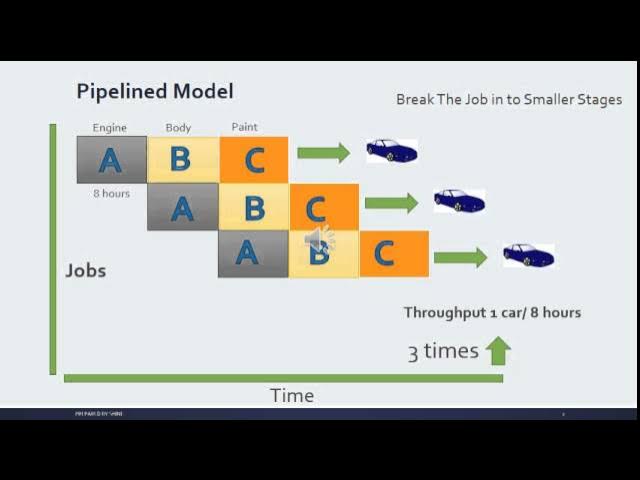 Pipelined Model
Break The Job in to Smaller Stages
Engine Body Paint
A B C
8 hours
A B C
A B C
Jobs
Throughput 1 car/ 8 hours
3 times
Time